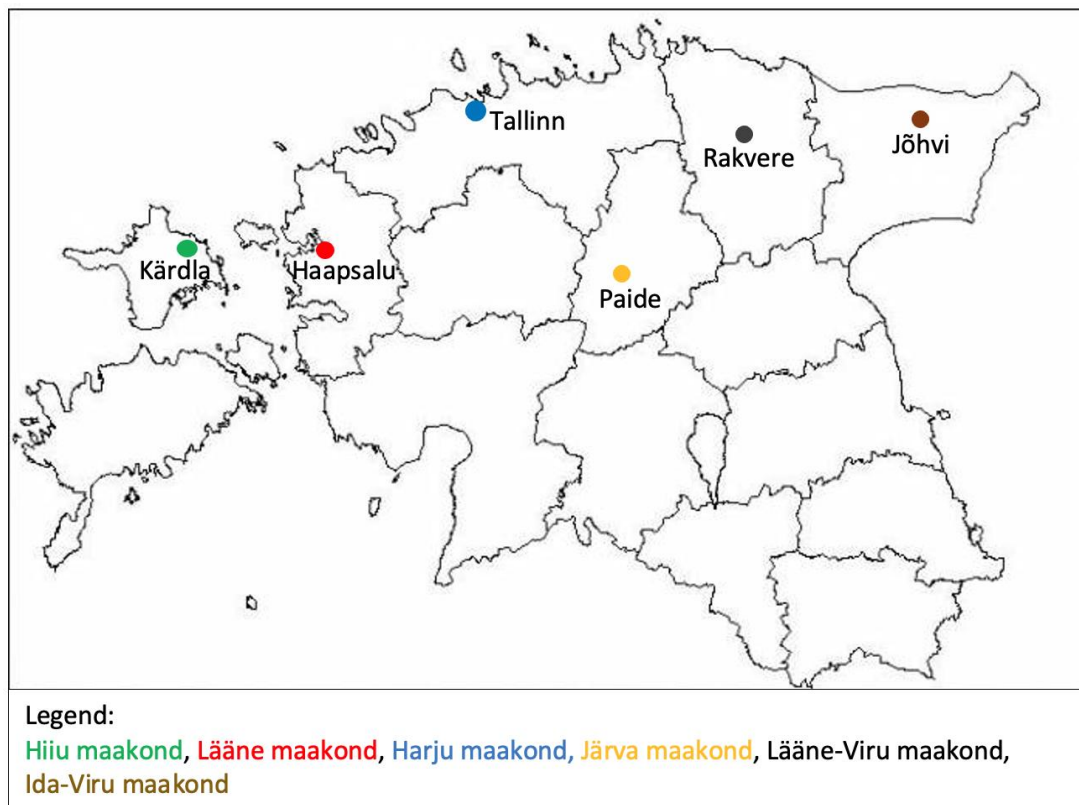 Tallinn
Rakvere
Jõhvi
Kärdla
Haapsalu
Paide
Legend:
Hiiu maakond, Lääne maakond, Harju maakond, Järva maakond, Lääne-Viru maakond,
Ida-Viru maakond